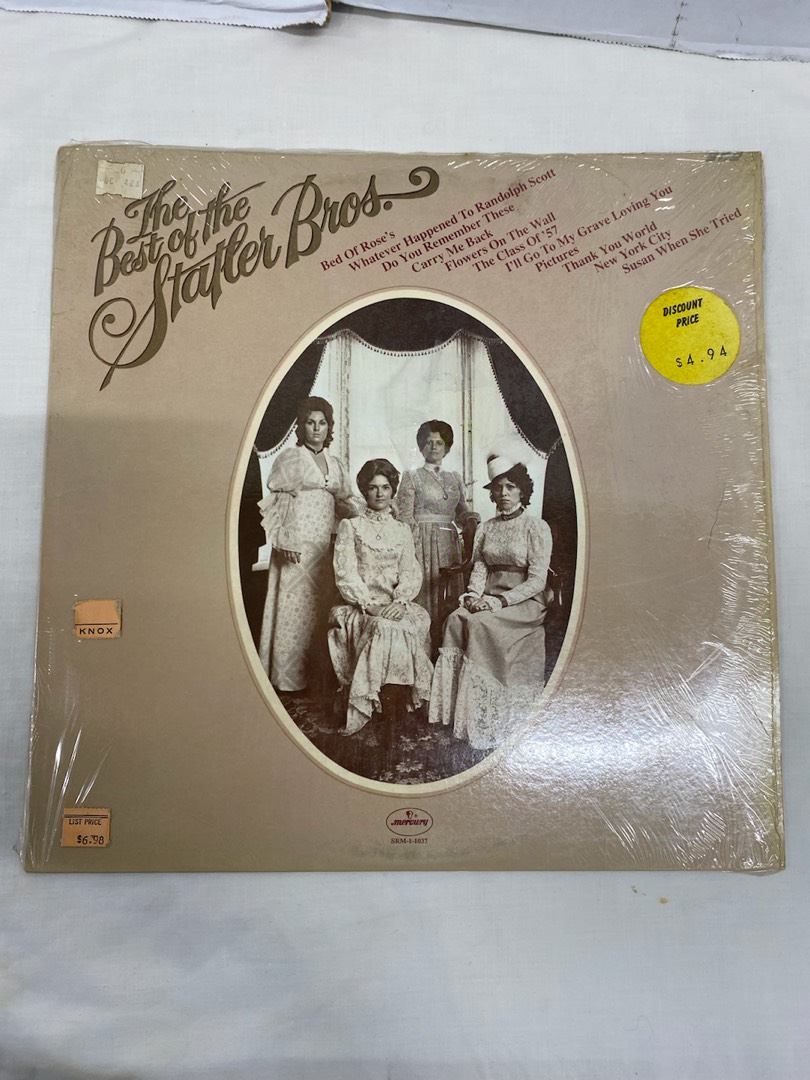 The
Best of the
Statler Bros.
Bed Of Rose's
Whatever Happened To Randolph Scott
Do You Remember These
Carry Me Back
Flowers On The Wall
The Class Of '57
I'll Go To My Grave Loving You
Pictures
Thank You World
New York City
Susan When She Tried
DISCOUNT
PRICE
$4.94
KNOX
LIST PRICE
$6.98
mercury
SRM-1-1037